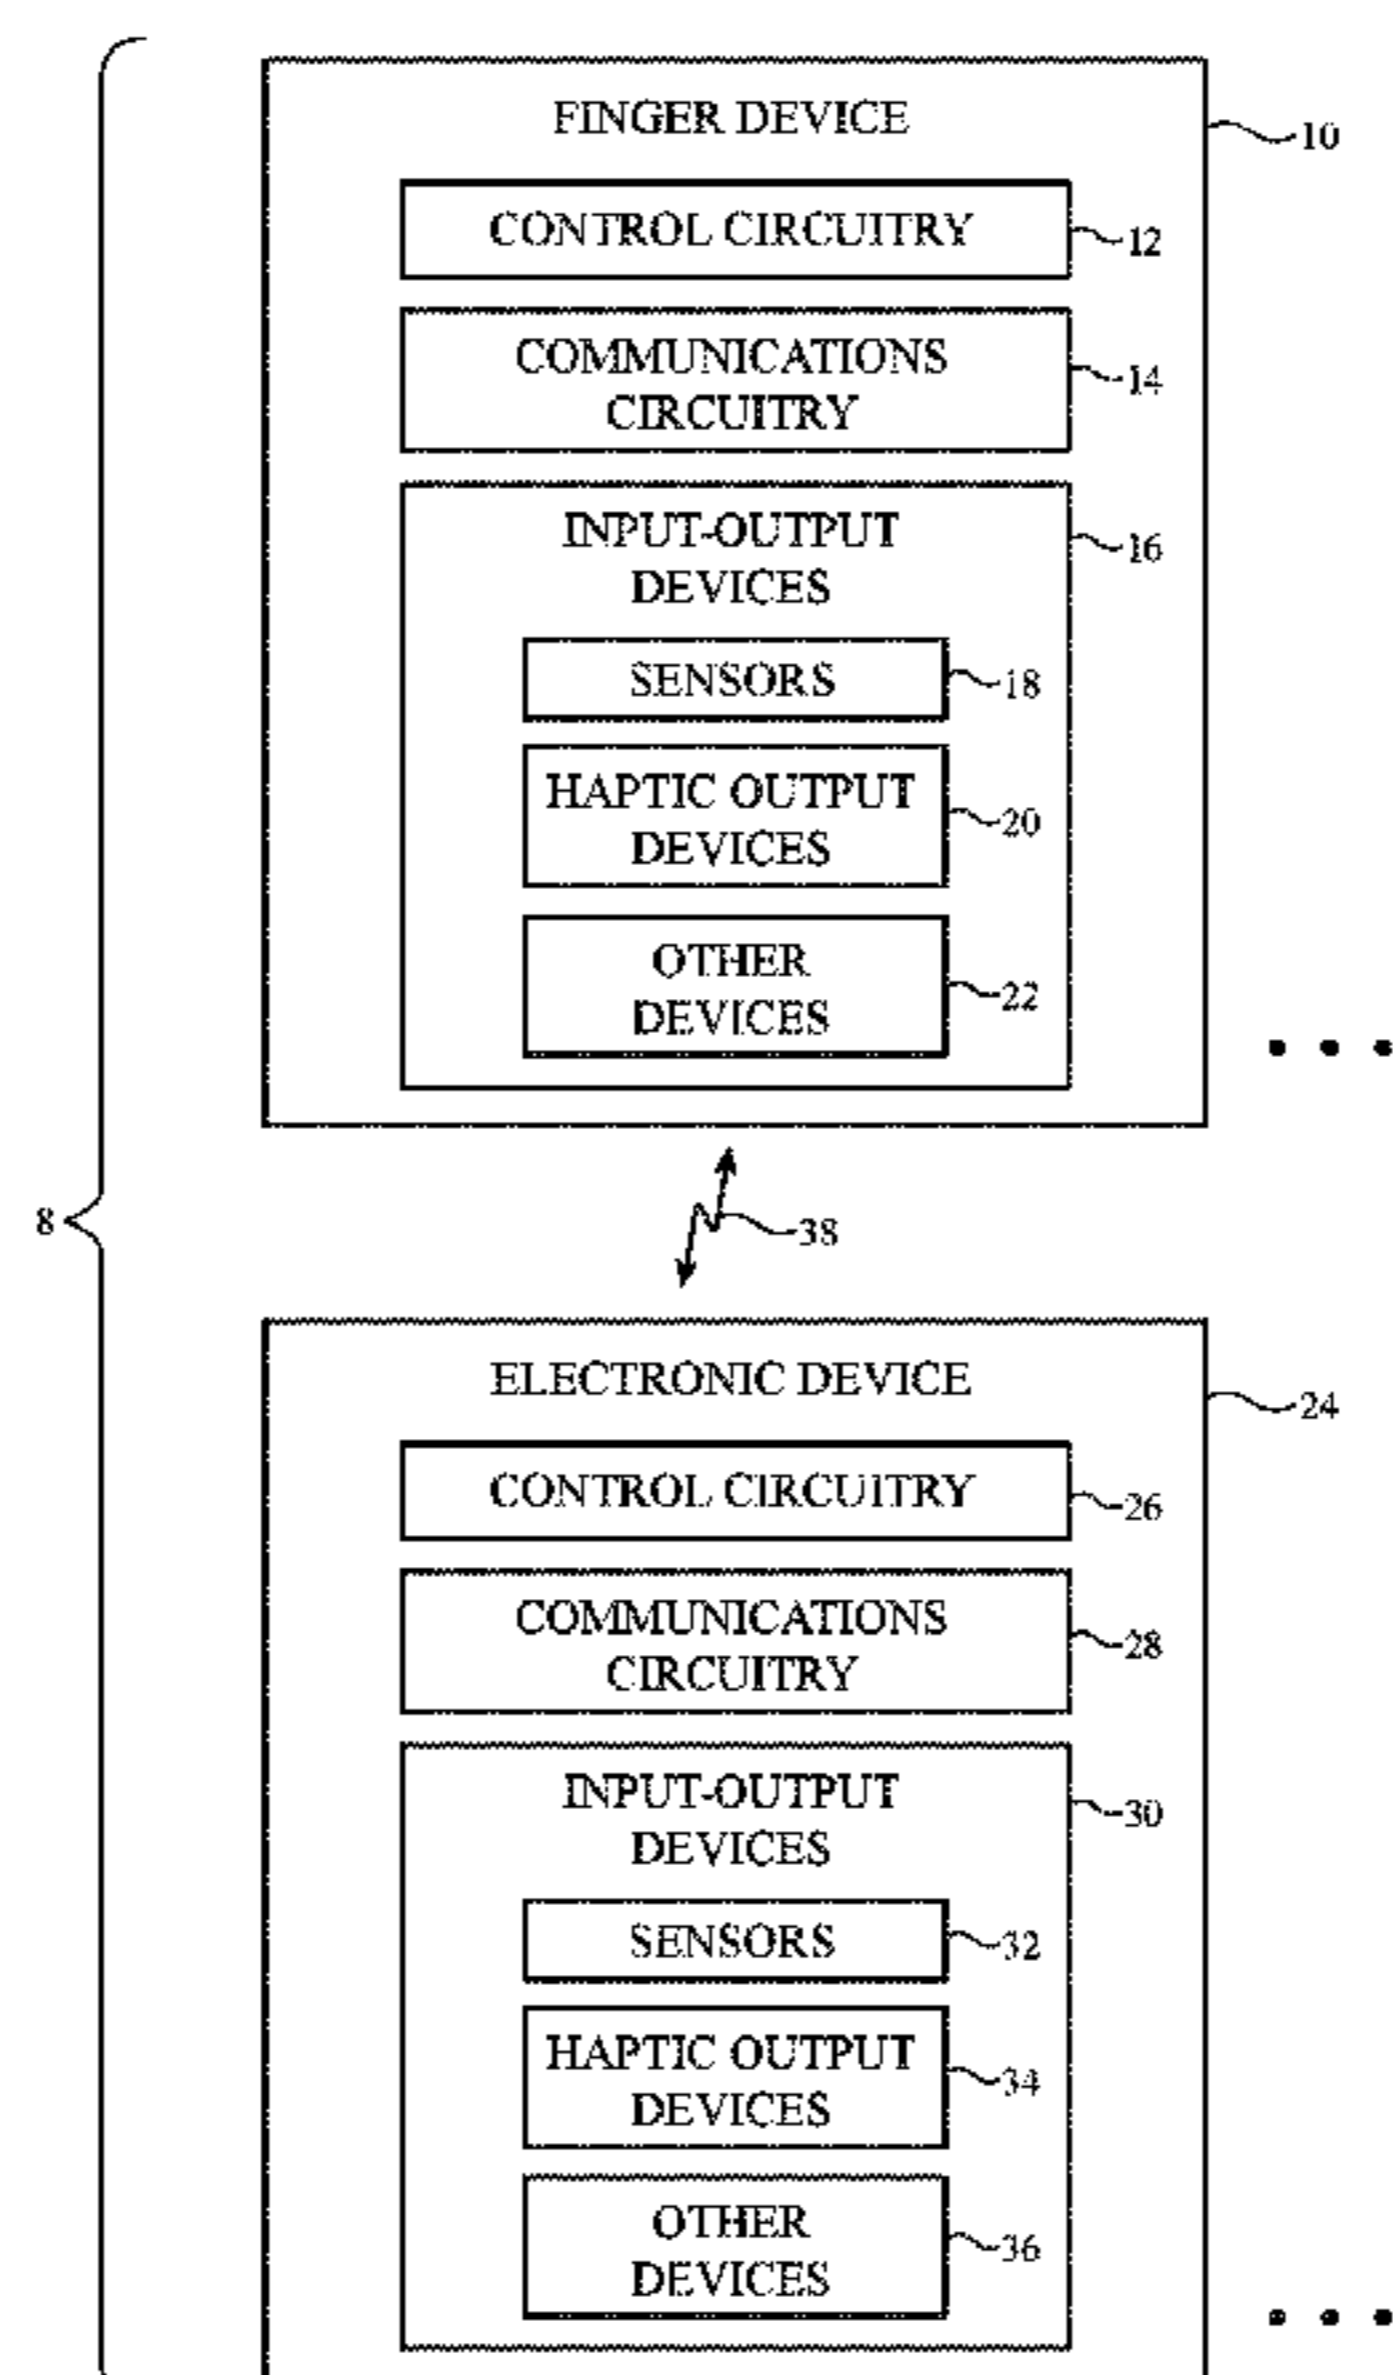 FINGER DEVICE
10
CONTROL CIRCUITRY
12
COMMUNICATIONS
CIRCUITRY
14
INPUT-OUTPUT
DEVICES
16
SENSORS
18
HAPTIC OUTPUT
DEVICES
20
OTHER
DEVICES
22
8
38
ELECTRONIC DEVICE
24
CONTROL CIRCUITRY
26
COMMUNICATIONS
CIRCUITRY
28
INPUT-OUTPUT
DEVICES
30
SENSORS
32
HAPTIC OUTPUT
DEVICES
34
OTHER
DEVICES
36